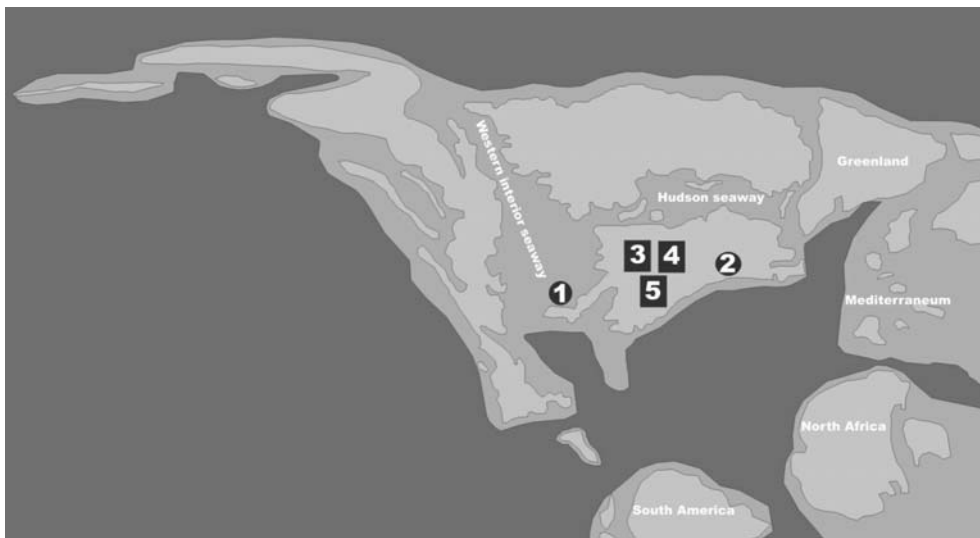 Greenland
Western interior seaway
Hudson seaway
3
4
2
1
5
Mediterraneum
North Africa
South America